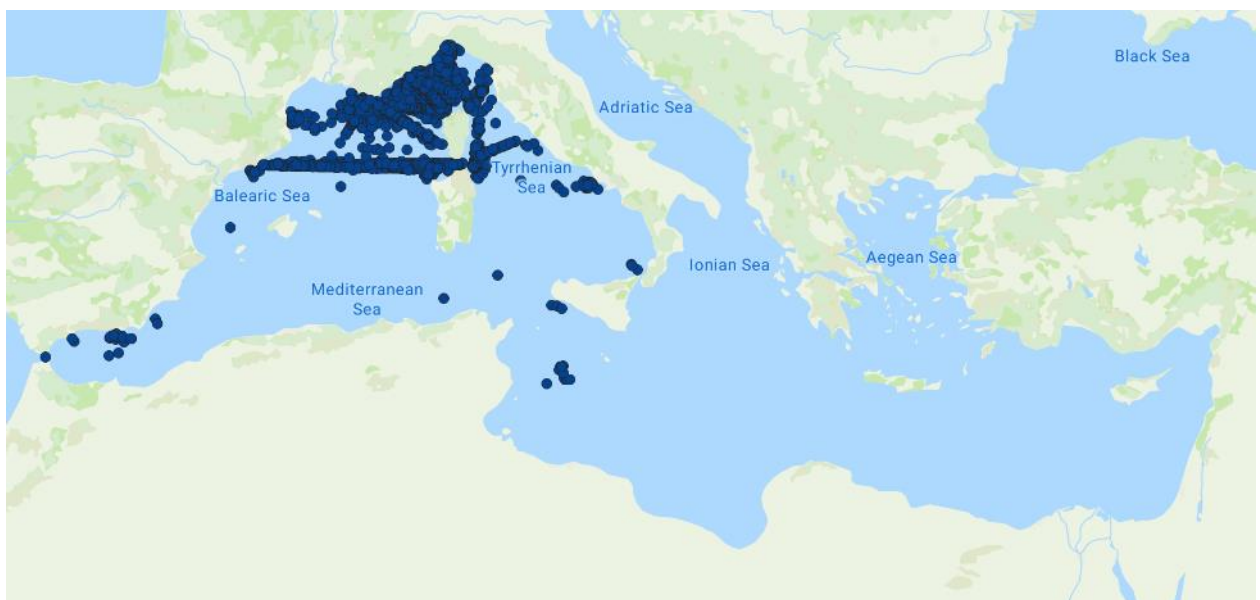 Black Sea
Adriatic Sea
Tyrrhenian
Sea
Balearic Sea
Ionian Sea
Aegean Sea
Mediterranean
Sea